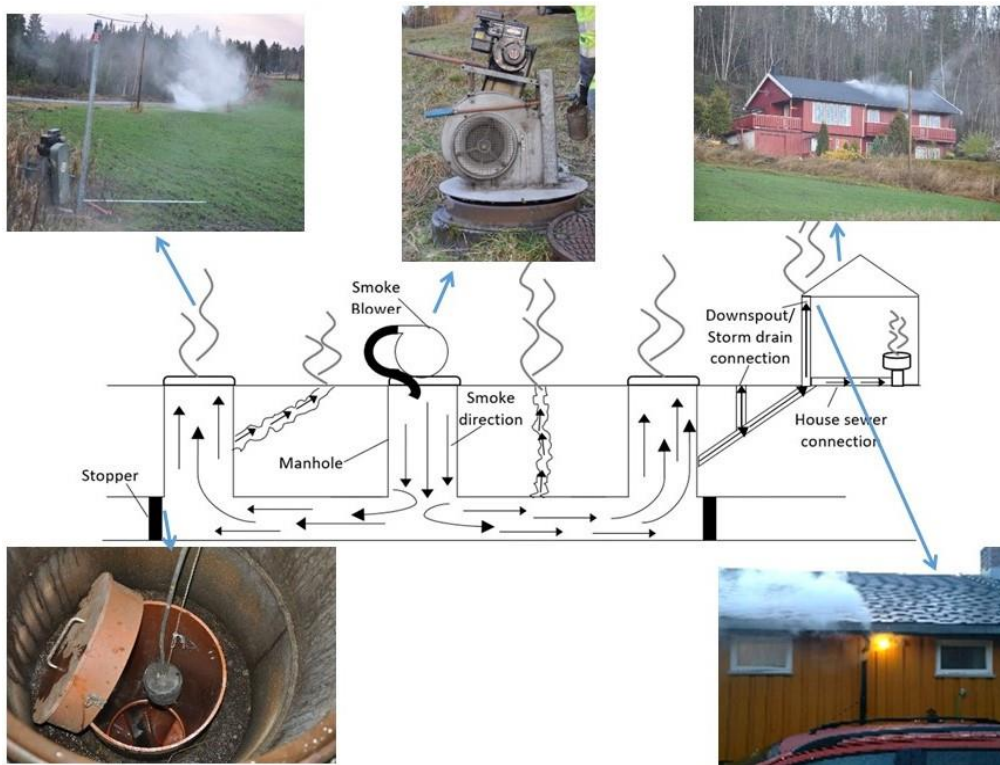 Smoke
Blower
Downspout/
Storm drain
connection
Smoke
direction
House sewer
connection
Manhole
Stopper